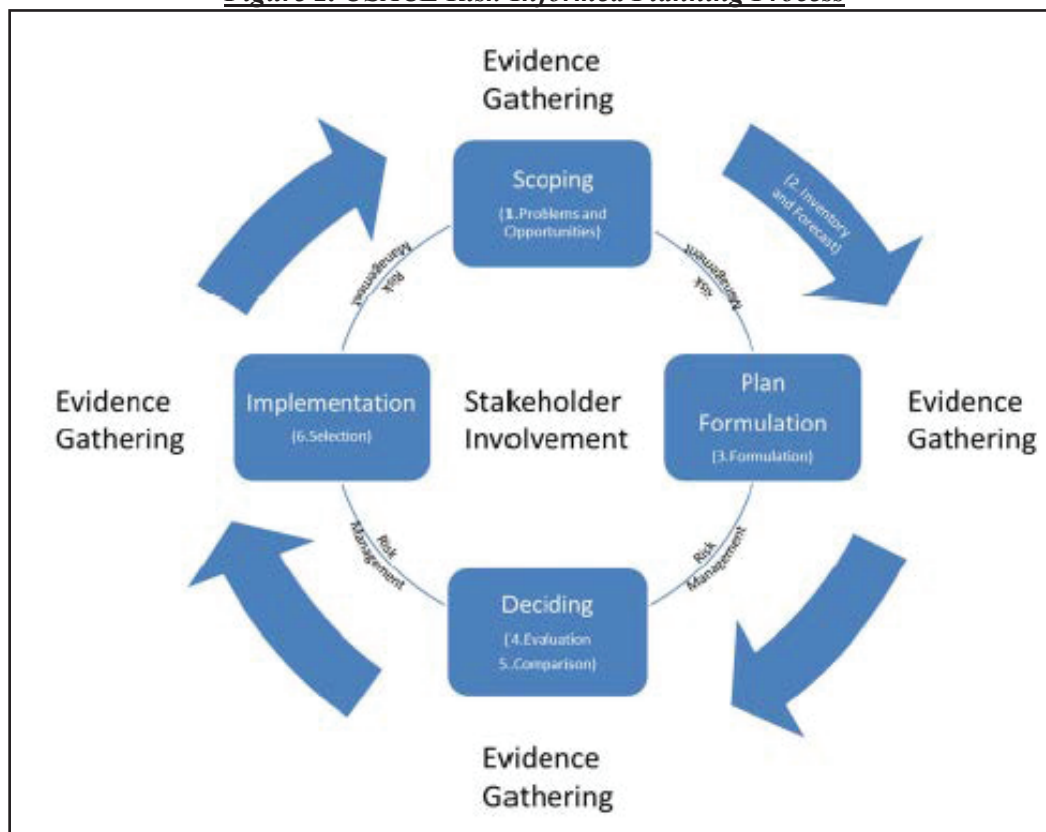 Evidence
Gathering
Scoping
(1.Problems and
Opportunities)
(2. Inventory
and Forecast)
Risk
Management
Risk
Management
Evidence
Gathering
Implementation
(6.Selection)
Stakeholder
Involvement
Plan
Formulation
(3.Formulation)
Evidence
Gathering
Risk
Management
Risk
Management
Deciding
(4.Evaluation
5..Comparison)
Evidence
Gathering